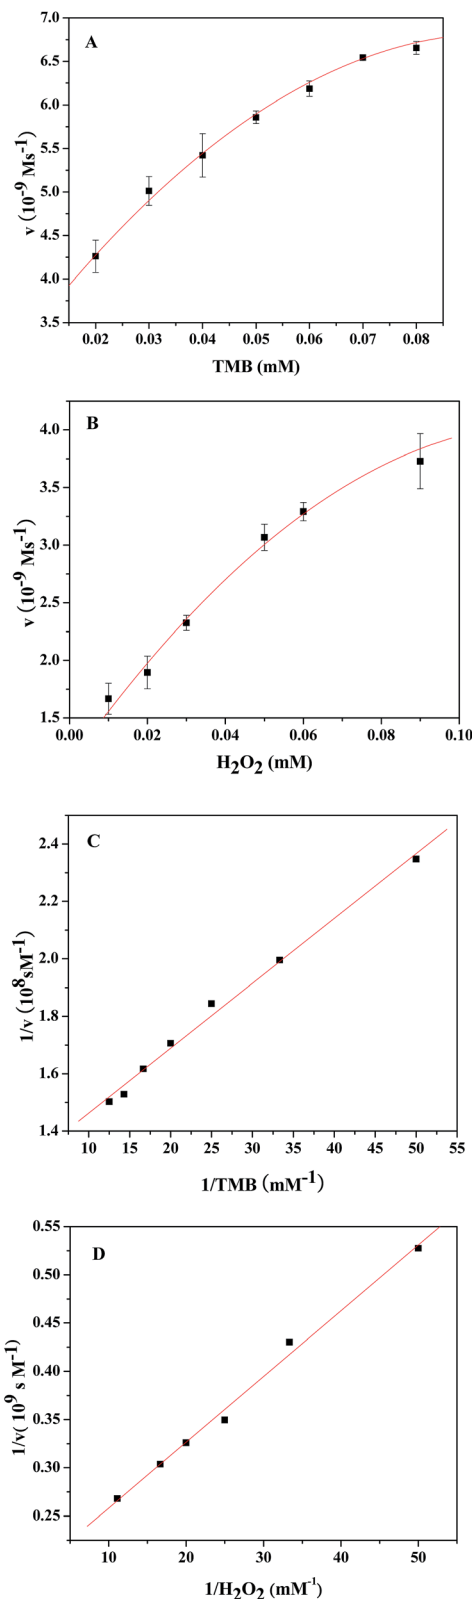 A
7.0
6.5
6.0
5.5
5.0
4.5
4.0
3.5
v (10⁻⁹ Ms⁻¹)
0.02 0.03 0.04 0.05 0.06 0.07 0.08
TMB (mM)
B
4.0
3.5
3.0
2.5
2.0
1.5
v (10⁻⁹ Ms⁻¹)
0.00 0.02 0.04 0.06 0.08 0.10
H₂O₂ (mM)
C
2.4
2.2
2.0
1.8
1.6
1.4
1/v (10⁸sM⁻¹)
10 15 20 25 30 35 40 45 50 55
1/TMB (mM⁻¹)
D
0.55
0.50
0.45
0.40
0.35
0.30
0.25
1/v( 10⁹ s M⁻¹)
10 20 30 40 50
1/H₂O₂ (mM⁻¹)